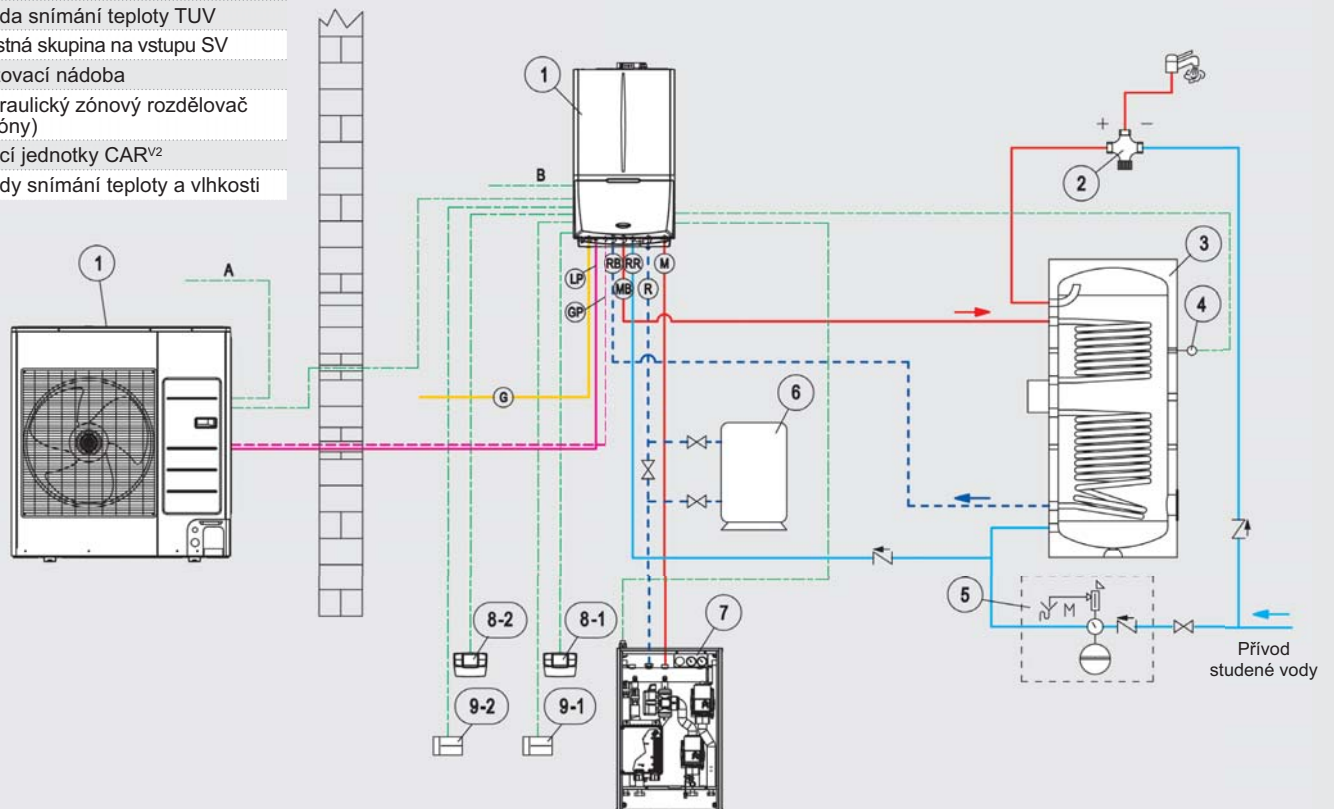 da snímání teploty TUV
stná skupina na vstupu SV
ovací nádoba
raulický zónový rozdělovač
óny)
cí jednotky CARV2
dy snímání teploty a vlhkosti
1
B
A
1
LP
RB
RR
M
GP
MB
R
G
+
−
2
3
4
6
5
M
8-2
8-1
7
9-2
9-1
Přívod
studené vody